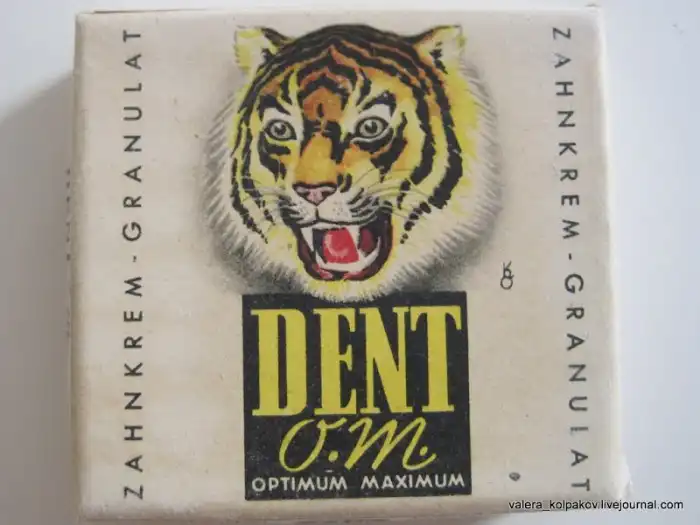 ZAHNKREM-GRANULAT
DENT
O.M.
OPTIMUM MAXIMUM
ZAHNKREM-GRANULAT
valera_kolpakov.livejournal.com